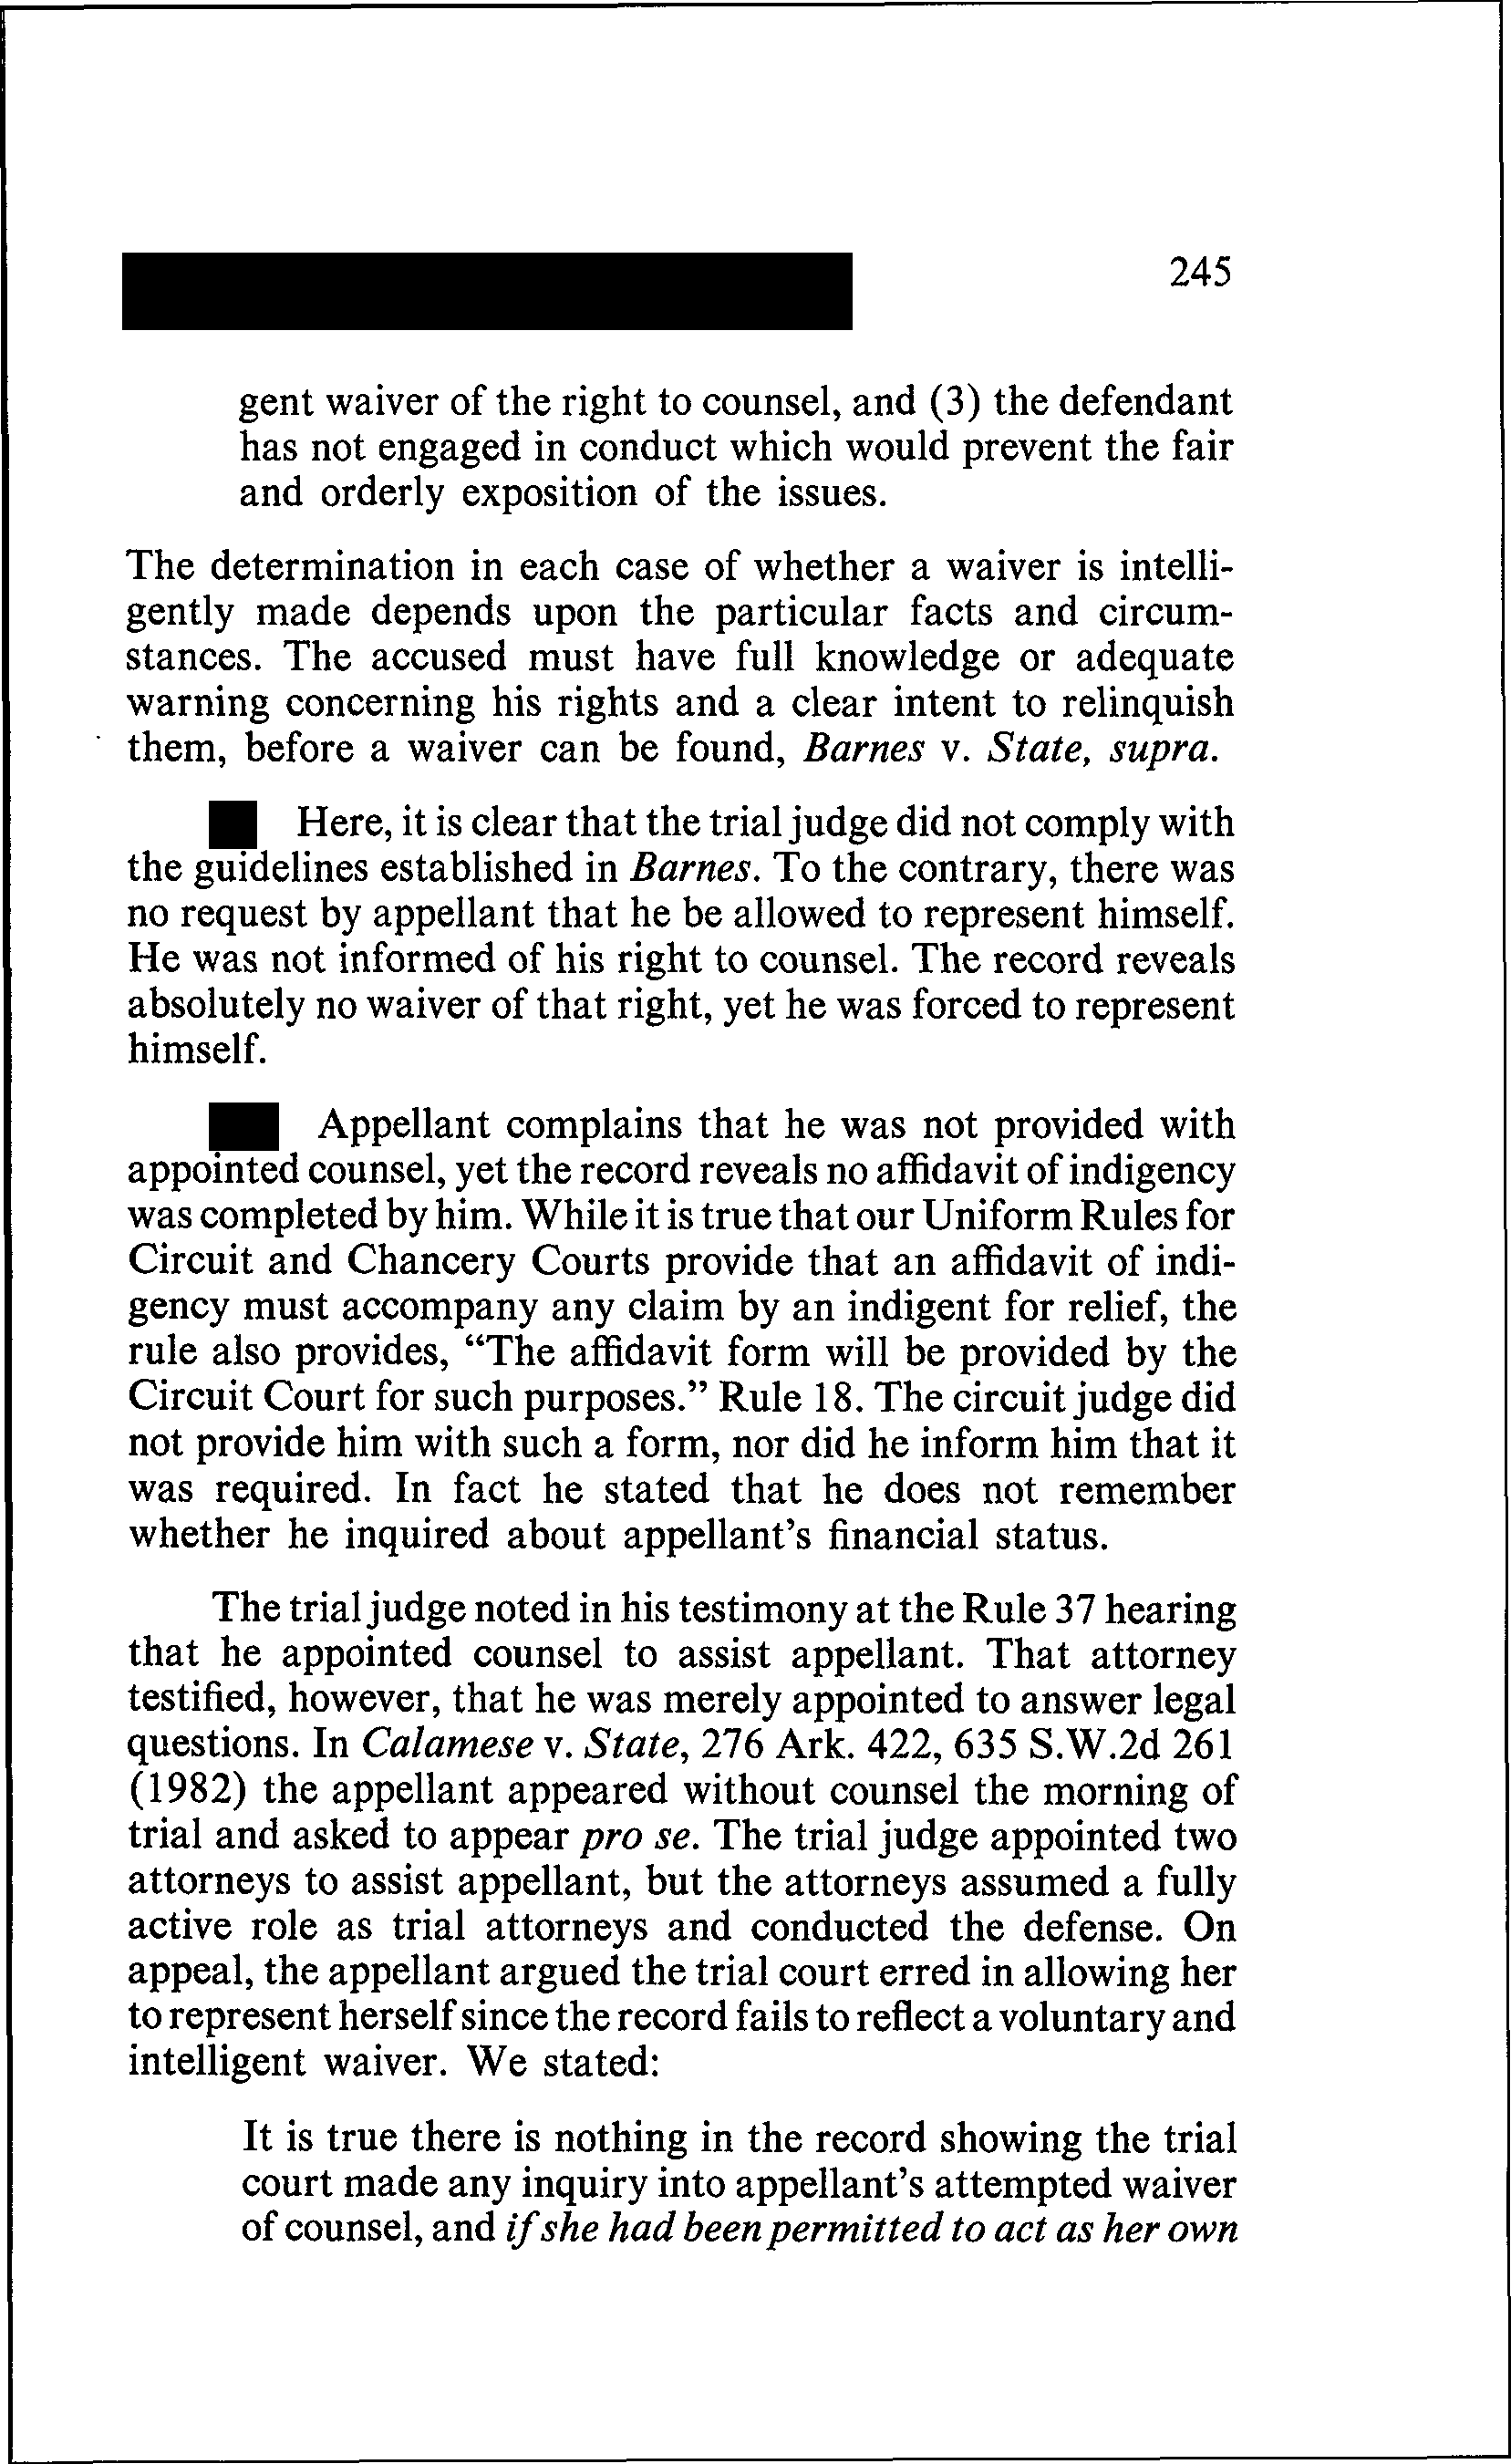 245
gent waiver of the right to counsel, and (3) the defendant
has not engaged in conduct which would prevent the fair
and orderly exposition of the issues.
The determination in each case of whether a waiver is intelli-
gently made depends upon the particular facts and circum-
stances. The accused must have full knowledge or adequate
warning concerning his rights and a clear intent to relinquish
them, before a waiver can be found, Barnes v. State, supra.
Here, it is clear that the trial judge did not comply with
the guidelines established in Barnes. To the contrary, there was
no request by appellant that he be allowed to represent himself.
He was not informed of his right to counsel. The record reveals
absolutely no waiver of that right, yet he was forced to represent
himself.
Appellant complains that he was not provided with
appointed counsel, yet the record reveals no affidavit of indigency
was completed by him. While it is true that our Uniform Rules for
Circuit and Chancery Courts provide that an affidavit of indi-
gency must accompany any claim by an indigent for relief, the
rule also provides, “The affidavit form will be provided by the
Circuit Court for such purposes.” Rule 18. The circuit judge did
not provide him with such a form, nor did he inform him that it
was required. In fact he stated that he does not remember
whether he inquired about appellant’s financial status.
The trial judge noted in his testimony at the Rule 37 hearing
that he appointed counsel to assist appellant. That attorney
testified, however, that he was merely appointed to answer legal
questions. In Calamese v. State, 276 Ark. 422, 635 S.W.2d 261
(1982) the appellant appeared without counsel the morning of
trial and asked to appear pro se. The trial judge appointed two
attorneys to assist appellant, but the attorneys assumed a fully
active role as trial attorneys and conducted the defense. On
appeal, the appellant argued the trial court erred in allowing her
to represent herself since the record fails to reflect a voluntary and
intelligent waiver. We stated:
It is true there is nothing in the record showing the trial
court made any inquiry into appellant’s attempted waiver
of counsel, and if she had been permitted to act as her own